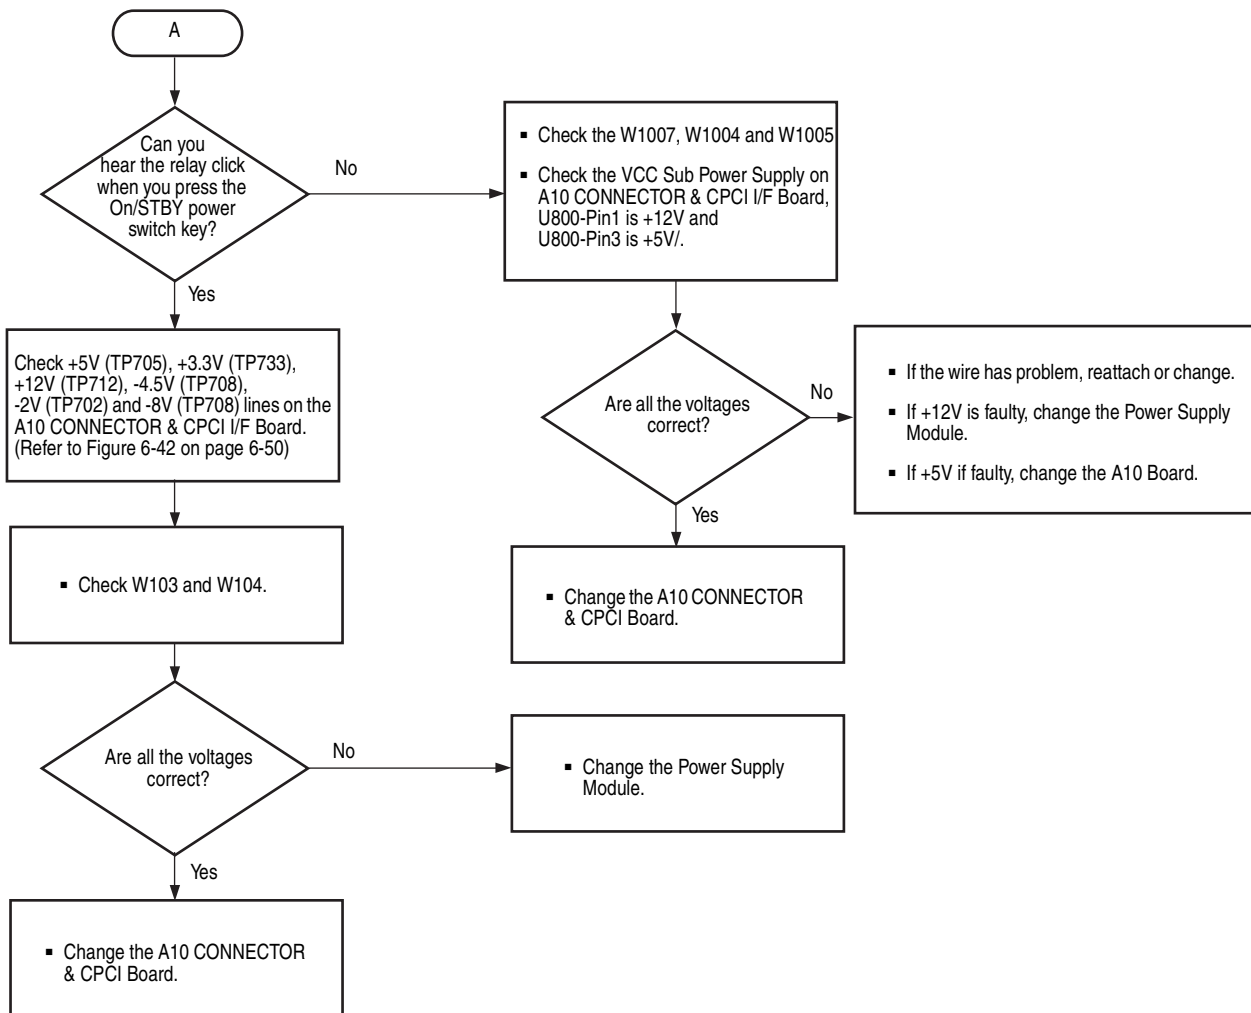 A
Can you
hear the relay click
when you press the
On/STBY power
switch key?
No
▪ Check the W1007, W1004 and W1005
▪ Check the VCC Sub Power Supply on
A10 CONNECTOR & CPCI I/F Board,
U800-Pin1 is +12V and
U800-Pin3 is +5V/.
Yes
Check +5V (TP705), +3.3V (TP733),
+12V (TP712), -4.5V (TP708),
-2V (TP702) and -8V (TP708) lines on the
A10 CONNECTOR & CPCI I/F Board.
(Refer to Figure 6-42 on page 6-50)
Are all the voltages
correct?
No
▪ If the wire has problem, reattach or change.
▪ If +12V is faulty, change the Power Supply
Module.
▪ If +5V if faulty, change the A10 Board.
Yes
▪ Check W103 and W104.
▪ Change the A10 CONNECTOR
& CPCI Board.
Are all the voltages
correct?
No
▪ Change the Power Supply
Module.
Yes
▪ Change the A10 CONNECTOR
& CPCI Board.